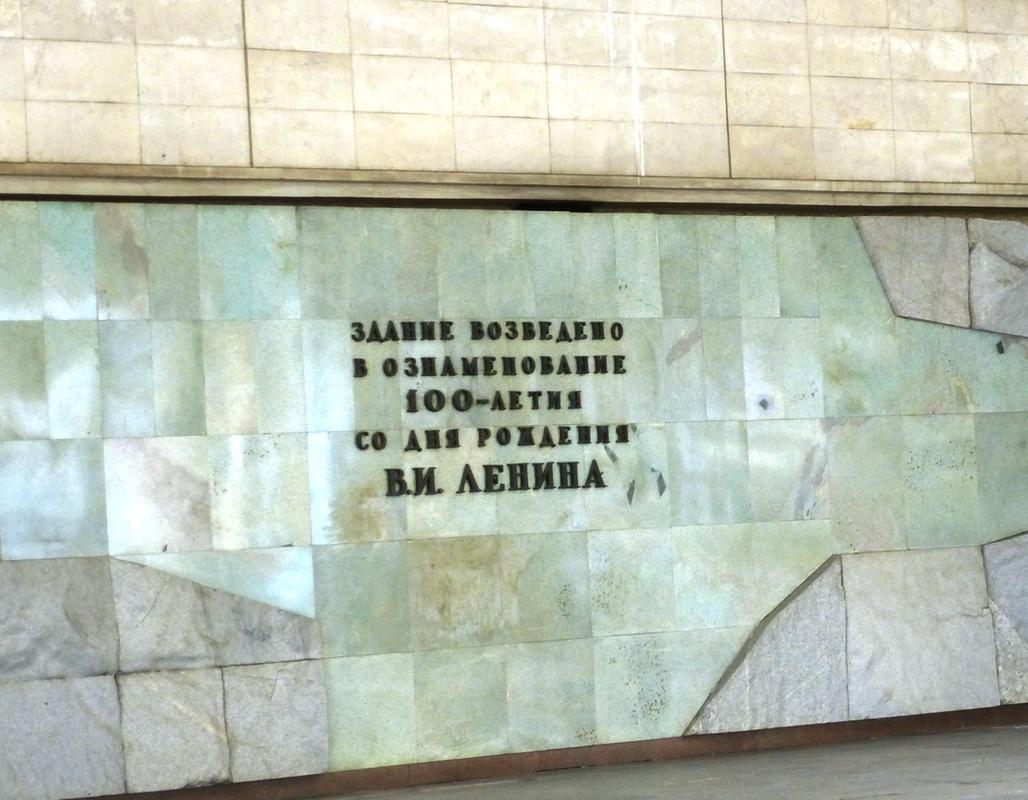 ЗДАНИЕ ВОЗВЕДЕНО
В ОЗНАМЕНОВАНИЕ
100-ЛЕТИЯ
СО ДНЯ РОЖДЕНИЯ
В.И. ЛЕНИНА